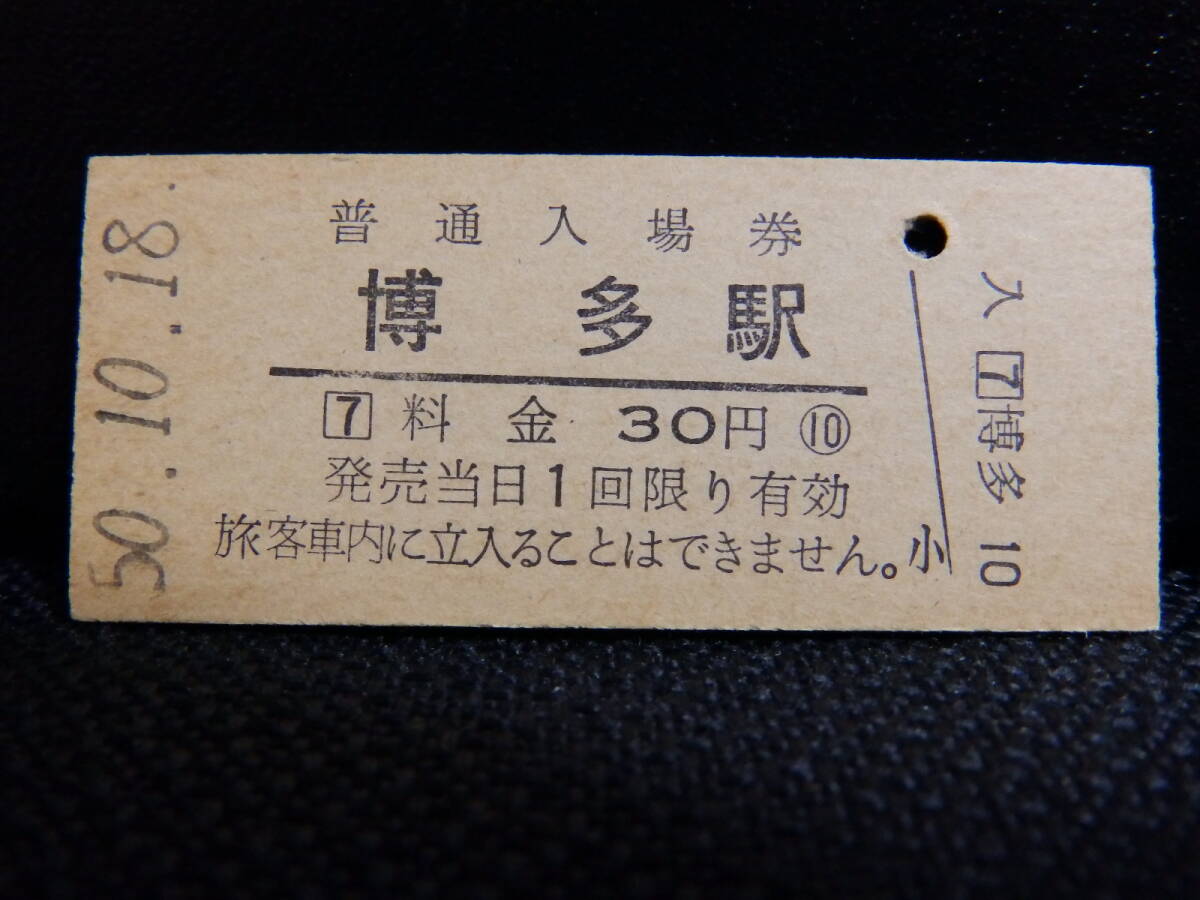 50.10.18.
普通入場券
博多駅
7 料金 30円 ⑩
発売当日1回限り有効
旅客車内に立入ることはできません。
小
入 7 博多 10